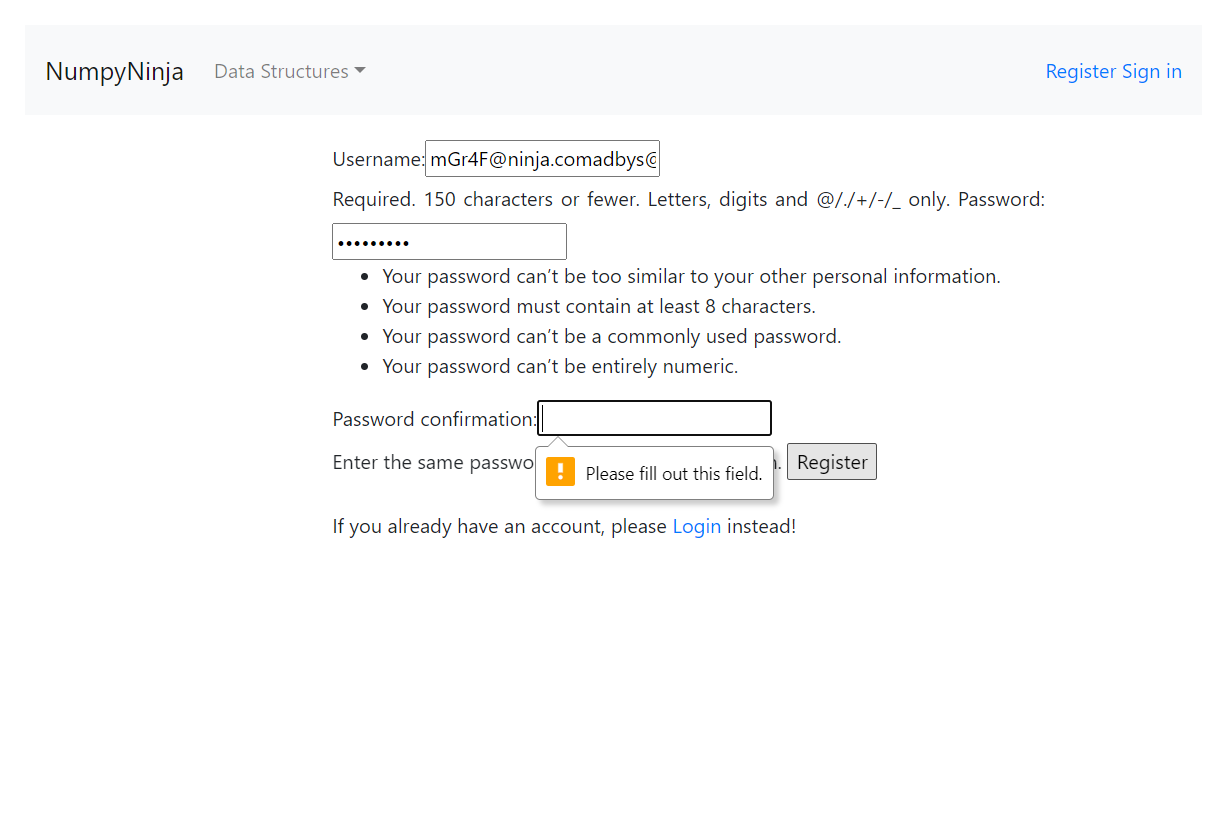 NumpyNinja Data Structures Register Sign in
Username: mGr4F@ninja.comadbys@
Required. 150 characters or fewer. Letters, digits and @/./+/-/_ only. Password:
•••••••••
• Your password can’t be too similar to your other personal information.
• Your password must contain at least 8 characters.
• Your password can’t be a commonly used password.
• Your password can’t be entirely numeric.
Password confirmation:
Enter the same Register
Please fill out this field.
If you already have an account, please Login instead!